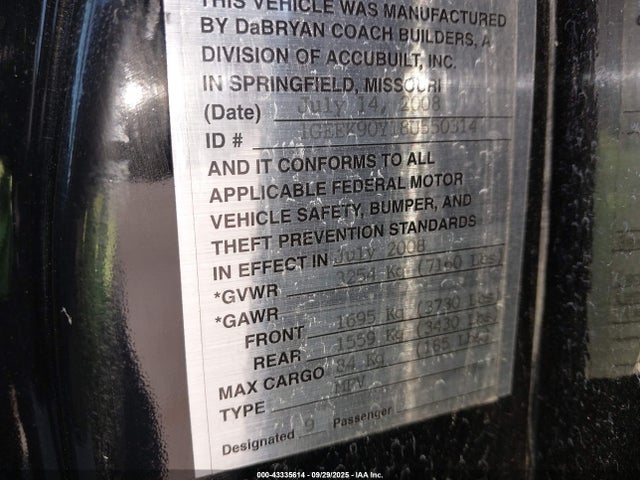 THIS VEHICLE WAS MANUFACTURED
BY DaBRYAN COACH BUILDERS, A
DIVISION OF ACCUBUILT, INC.
IN SPRINGFIELD, MISSOURI
(Date) July 14, 2008
ID # 1GEEK90Y18U550314
AND IT CONFORMS TO ALL
APPLICABLE FEDERAL MOTOR
VEHICLE SAFETY, BUMPER, AND
THEFT PREVENTION STANDARDS
IN EFFECT IN July 2008
*GVWR 3254 Kg (7160 Lbs)
*GAWR
FRONT 1695 Kg (3730 Lbs)
REAR 1559 Kg (3430 Lbs)
MAX CARGO 84 Kg (185 Lbs)
TYPE MPV
Designated 9 Passenger
000-43335614 - 09/29/2025 - IAAI.COM